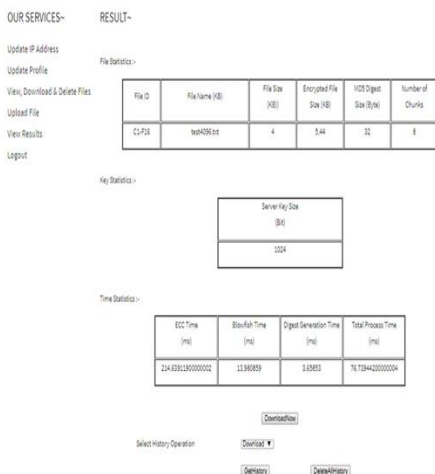 OUR SERVICES~
Update IP Address
Update Profile
View, Download & Delete Files
Upload File
View Results
Logout
RESULT~
File Statistics :-
File ID File Name (KB) File Size (KB) Encrypted File Size (KB) MD5 Digest Size (Byte) Number of Chunks
C1-F16 test4096.txt 4 5.44 32 8
Key Statistics :-
Server Key Size
(Bit)
1024
Time Statistics :-
ECC Time (ms) Blowfish Time (ms) Digest Generation Time (ms) Total Process Time (ms)
214.63911900000002 13.980859 3.65853 76.73944200000004
DownloadNow
Select History Operation Download ▼
GetHistory DeleteAllHistory